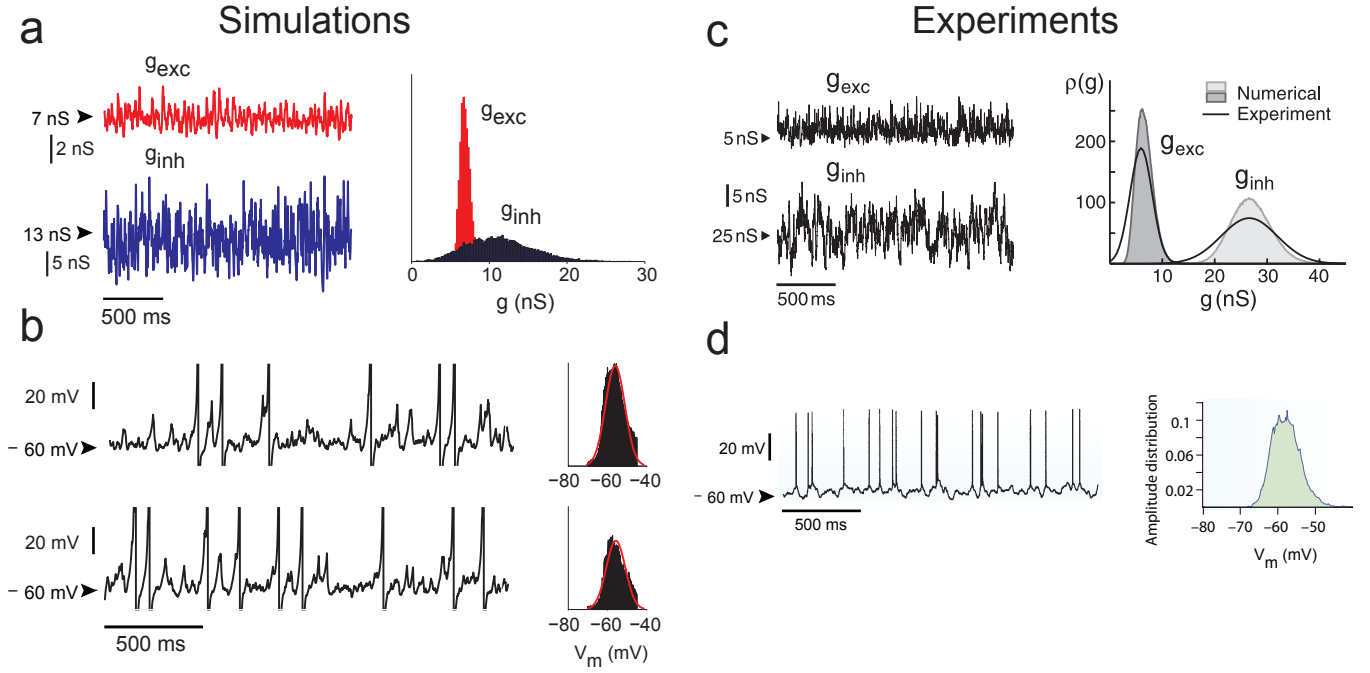 Simulations
Experiments
a
g_exc
7 nS
2 nS
g_inh
13 nS
5 nS
500 ms
g_exc
g_inh
0 10 20 30
g (nS)
b
20 mV
− 60 mV
−80 −60 −40
20 mV
− 60 mV
500 ms
−80 −60 −40
V_m (mV)
c
g_exc
5 nS
g_inh
5 nS
25 nS
500 ms
ρ(g)
Numerical
Experiment
200
100
g_exc
g_inh
10 20 30 40
g (nS)
d
20 mV
− 60 mV
500 ms
Amplitude distribution
0.1
0.06
0.02
−80 −70 −60 −50
V_m (mV)